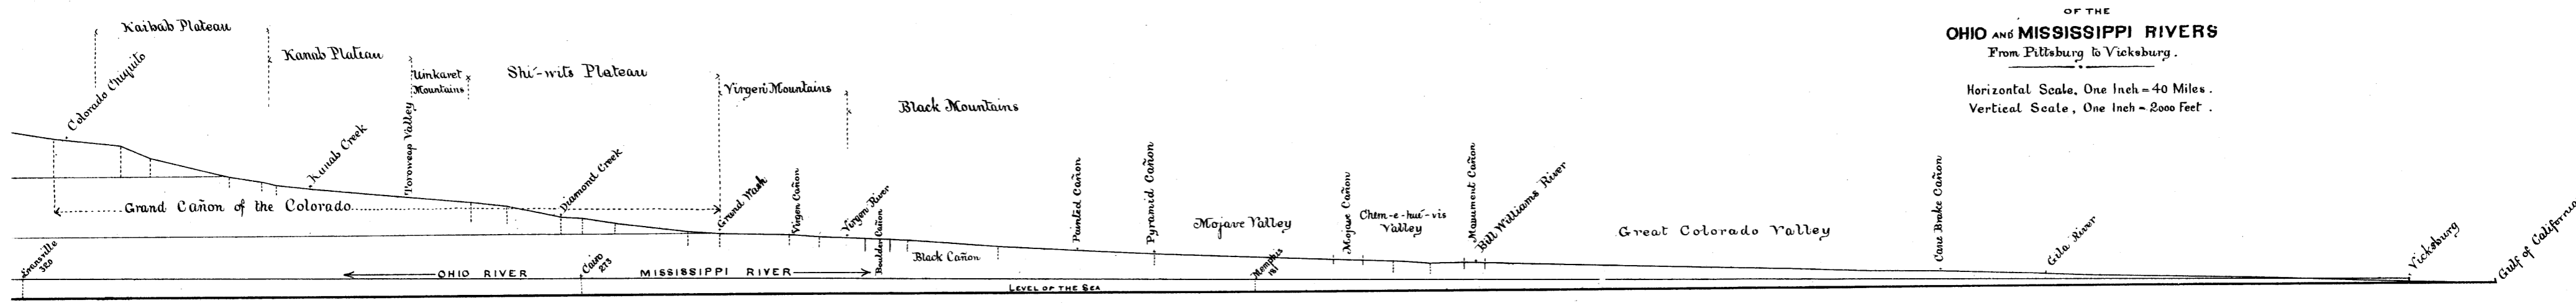 OF THE
OHIO AND MISSISSIPPI RIVERS
From Pittsburg to Vicksburg.
Horizontal Scale, One Inch = 40 Miles.
Vertical Scale, One Inch = 2000 Feet.
Kaibab Plateau
Kanab Plateau
Uinkaret
Mountains
Shi-wits Plateau
Virgen Mountains
Black Mountains
Colorado Chiquito
Kanab Creek
Toroweap Valley
Diamond Creek
Grand Wash
Virgen Cañon
Virgen River
Boulder Cañon
Painted Cañon
Pyramid Cañon
Mojave Valley
Mojave Cañon
Chem-e-hué-vis
Valley
Monument Cañon
Bill Williams River
Great Colorado Valley
Cane Brake Cañon
Gila River
Vicksburg
Gulf of California
Grand Cañon of the Colorado
Black Cañon
Evansville
320
OHIO RIVER
Cairo
273
MISSISSIPPI RIVER
Memphis
181
LEVEL OF THE SEA